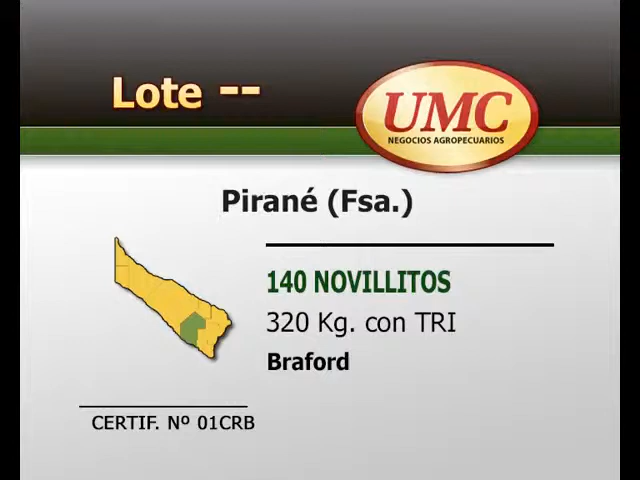 Lote --
UMC
NEGOCIOS AGROPECUARIOS
Pirané (Fsa.)
140 NOVILLITOS
320 Kg. con TRI
Braford
CERTIF. Nº 01CRB